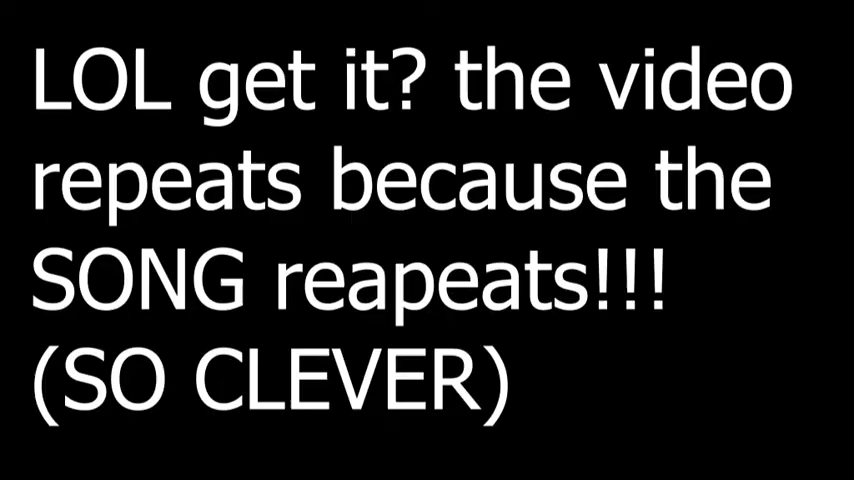 LOL get it? the video
repeats because the
SONG reapeats!!!
(SO CLEVER)